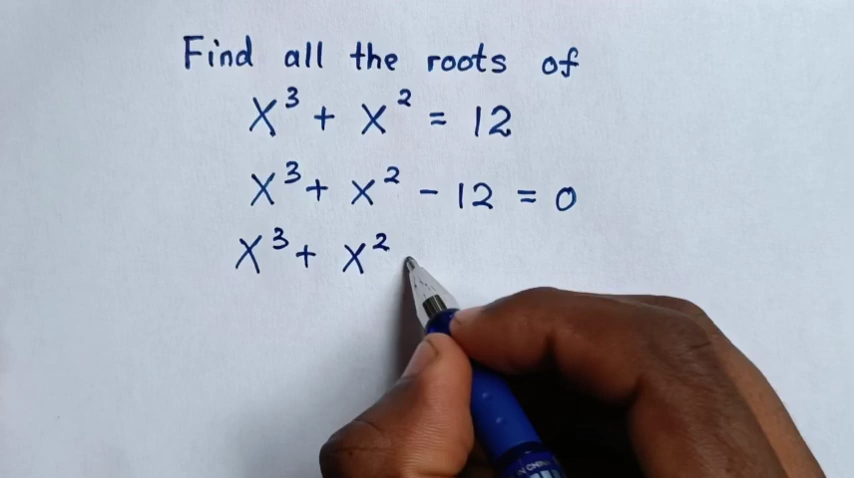 Find all the roots of
x³ + x² = 12
x³ + x² - 12 = 0
x³ + x²